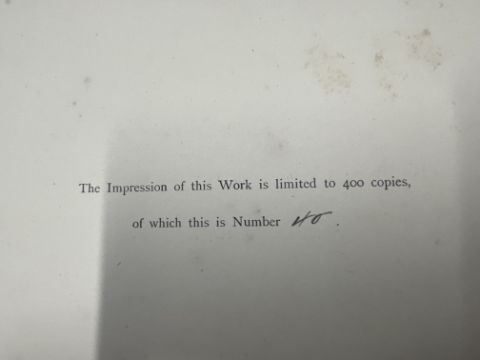 The Impression of this Work is limited to 400 copies,
of which this is Number 40 .